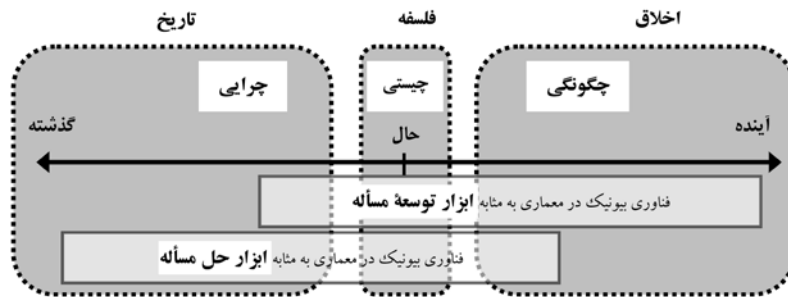 اخلاق فلسفه تاریخ
چگونگی چیستی چرایی
آینده حال گذشته
فناوری بیونیک در معماری به مثابه ابزار توسعهٔ مسأله
فناوری بیونیک در معماری به مثابه ابزار حل مسأله